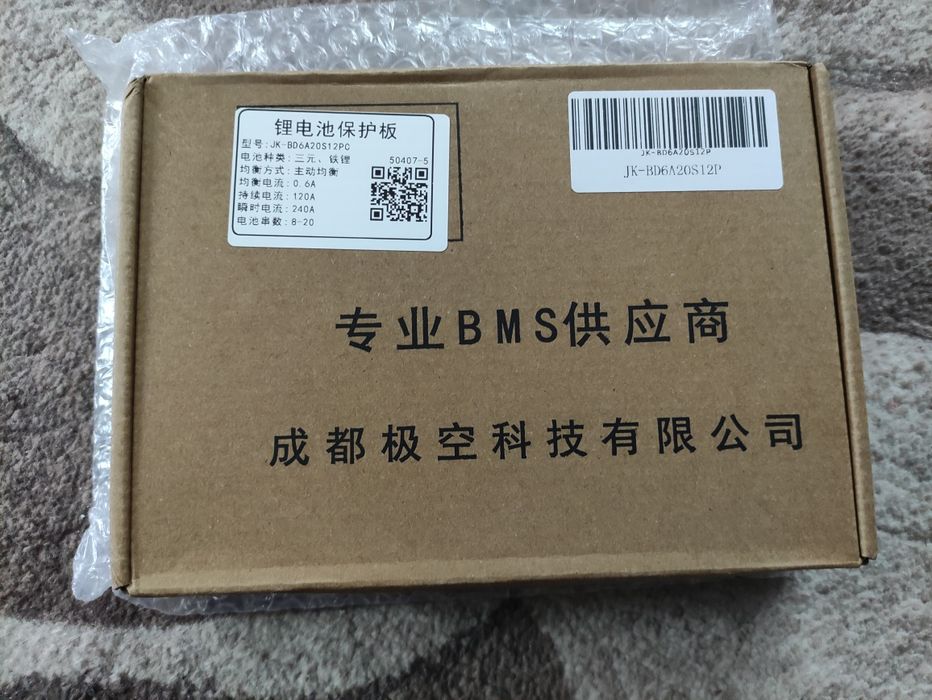 锂电池保护板
型号:JK-BD6A20S12PC
电池种类:三元、铁锂 50407-5
均衡方式:主动均衡
均衡电流:0.6A
持续电流:120A
瞬时电流:240A
电池串数:8-20
JK-BD6A20S12P
JK-BD6A20S12P
专业BMS供应商
成都极空科技有限公司